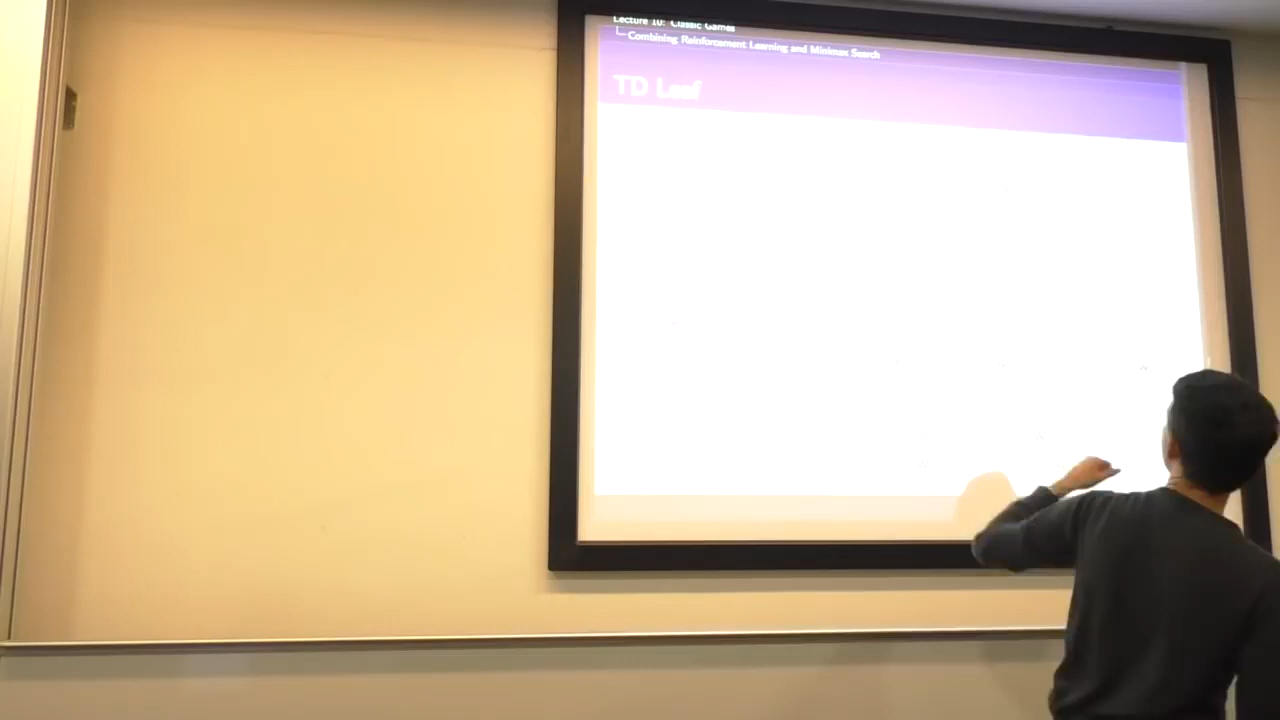 Lecture 10: Classic Games
Combining Reinforcement Learning and Minimax Search
TD Leaf